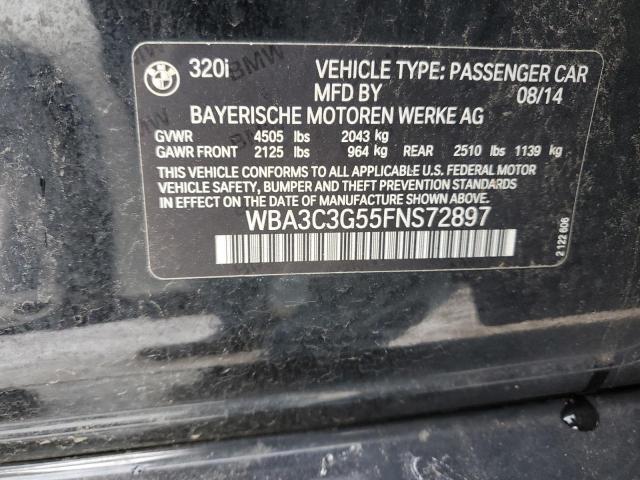 320i VEHICLE TYPE: PASSENGER CAR
MFD BY 08/14
BAYERISCHE MOTOREN WERKE AG
GVWR 4505 lbs 2043 kg
GAWR FRONT 2125 lbs 964 kg REAR 2510 lbs 1139 kg
THIS VEHICLE CONFORMS TO ALL APPLICABLE U.S. FEDERAL MOTOR
VEHICLE SAFETY, BUMPER AND THEFT PREVENTION STANDARDS IN
EFFECT ON THE DATE OF MANUFACTURE SHOWN ABOVE.
WBA3C3G55FNS72897
2 122 606